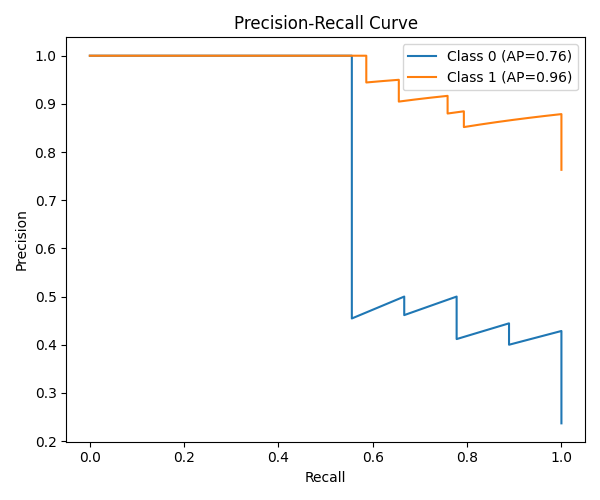 Precision-Recall Curve
Class 0 (AP=0.76)
Class 1 (AP=0.96)
Precision
1.0
0.9
0.8
0.7
0.6
0.5
0.4
0.3
0.2
0.0 0.2 0.4 0.6 0.8 1.0
Recall